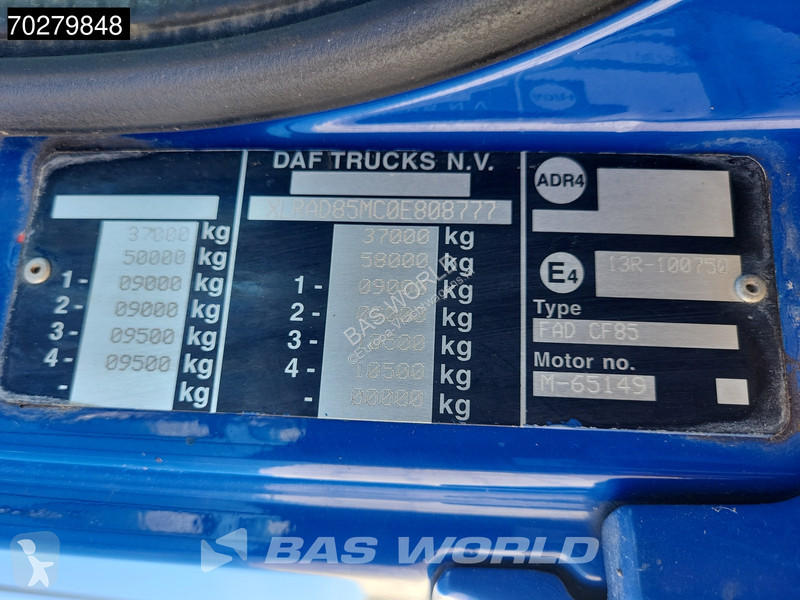 70279848
DAF TRUCKS N.V.
XLRAD85MC0E808777
37000 kg
50000 kg
1- 09000 kg
2- 09000 kg
3- 09500 kg
4- 09500 kg
- kg
37000 kg
58000 kg
1- kg
2- kg
3- kg
4- 10500 kg
- 00000 kg
ADR4
E4 13R-100750
Type
FAD CF85
Motor no.
M-65149
BAS WORLD
BAS WORLD